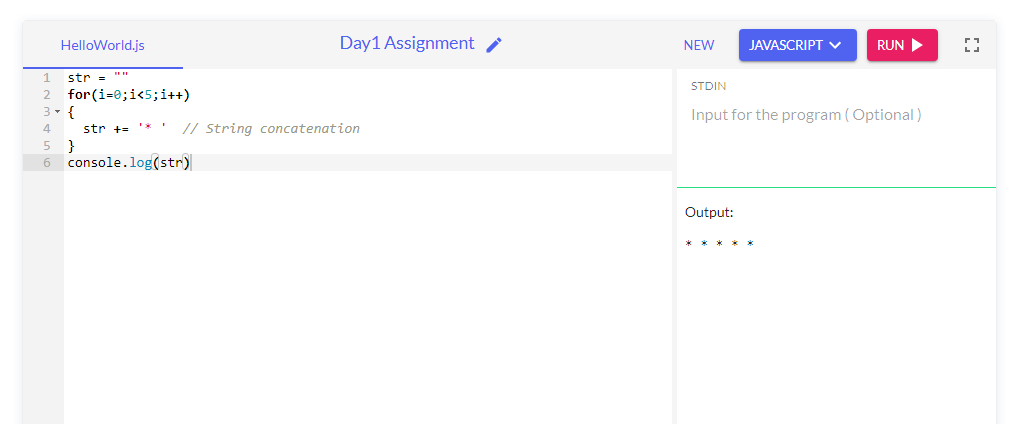 HelloWorld.js
Day1 Assignment
NEW
JAVASCRIPT
RUN
1 str = ""
2 for(i=0;i<5;i++)
3 {
4   str += '* '  // String concatenation
5 }
6 console.log(str)
STDIN
Input for the program ( Optional )
Output:
* * * * *